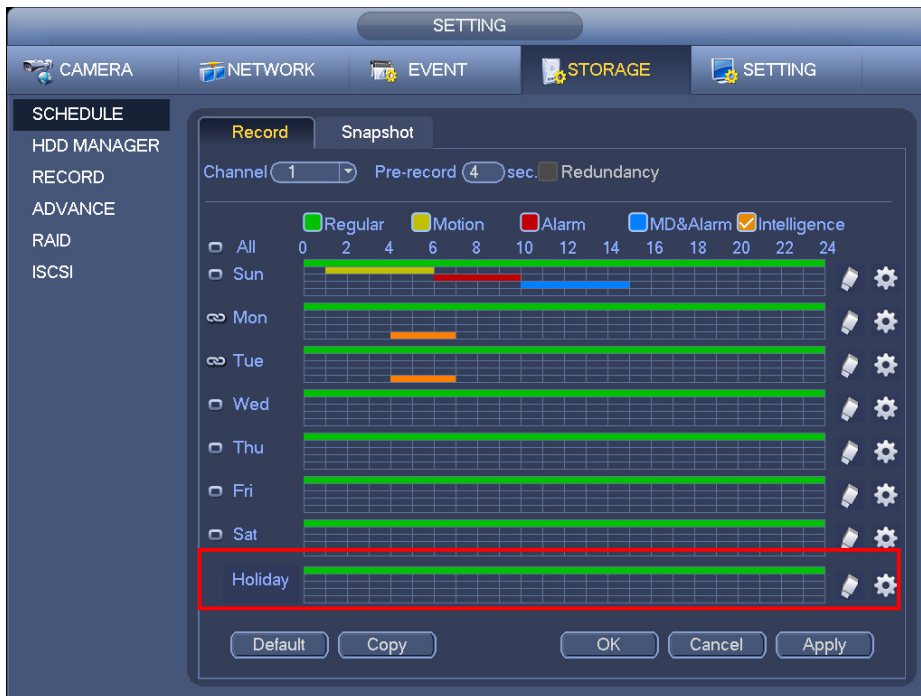 SETTING
CAMERA NETWORK EVENT STORAGE SETTING
SCHEDULE
HDD MANAGER
RECORD
ADVANCE
RAID
ISCSI
Record Snapshot
Channel 1 Pre-record 4 sec. Redundancy
Regular Motion Alarm MD&Alarm Intelligence
All 0 2 4 6 8 10 12 14 16 18 20 22 24
Sun
Mon
Tue
Wed
Thu
Fri
Sat
Holiday
Default Copy OK Cancel Apply